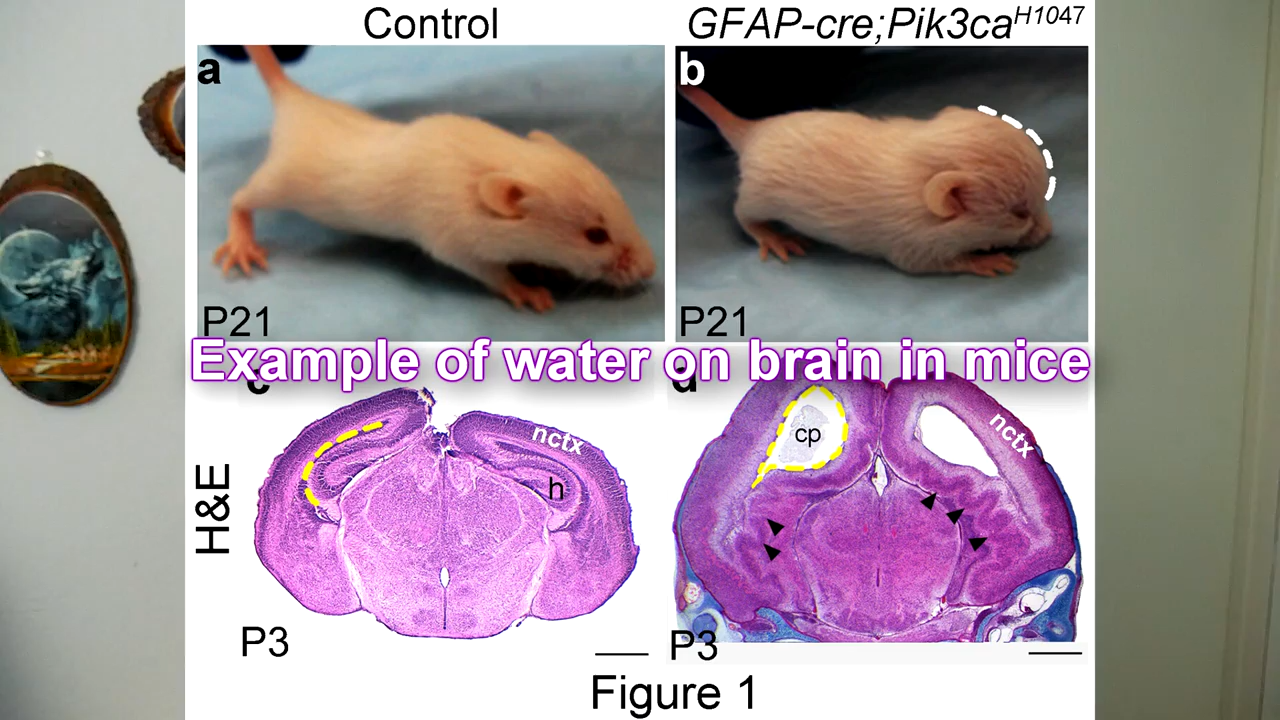 Control
GFAP-cre;Pik3caH1047
a
b
P21
P21
Example of water on brain in mice
c
d
nctx
h
cp
nctx
H&E
P3
P3
Figure 1